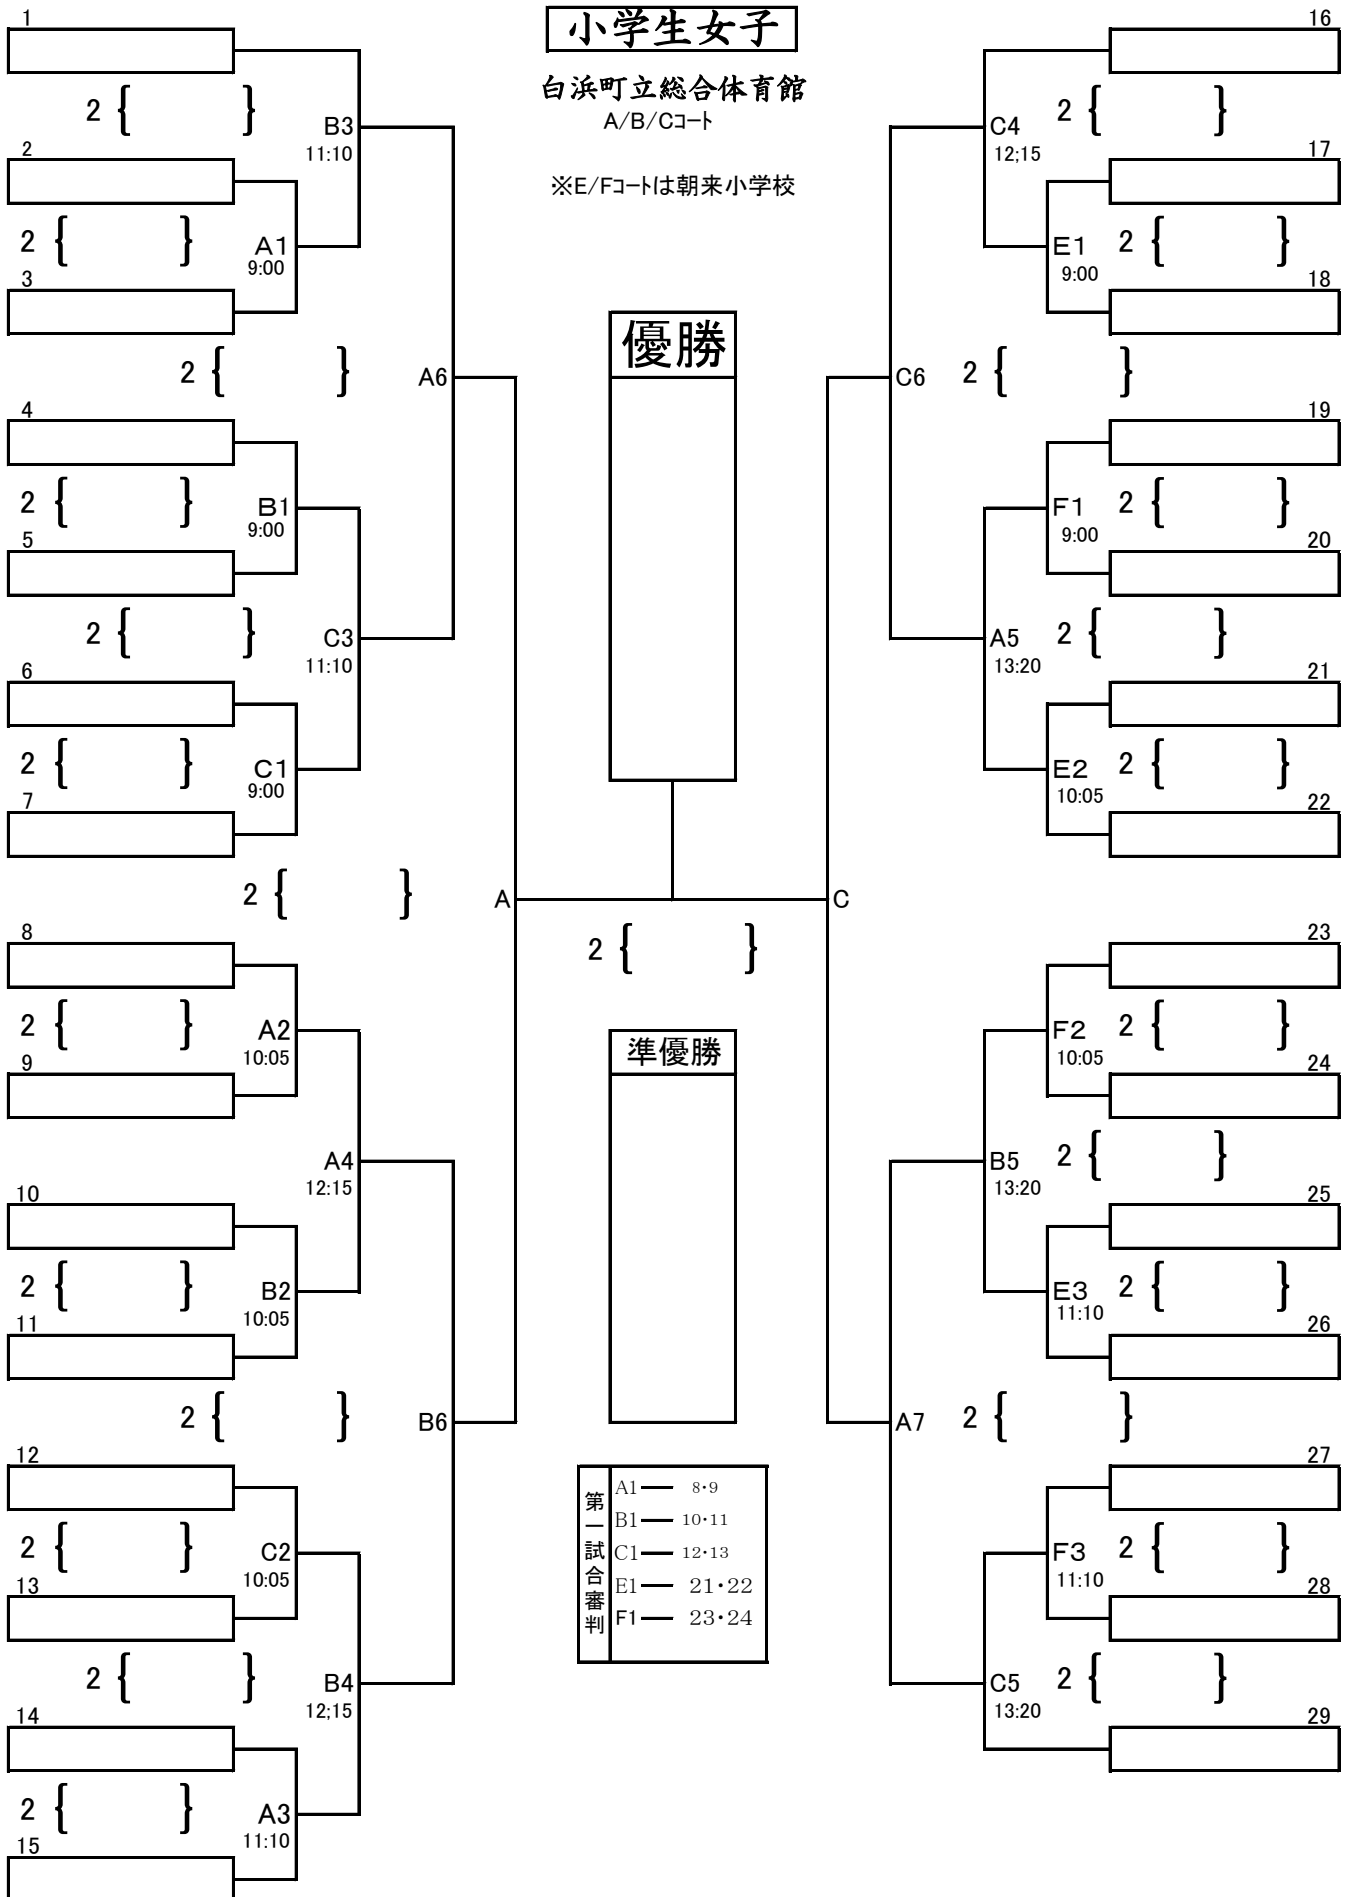 小学生女子
白浜町立総合体育館
A/B/Cコート
※E/Fコートは朝来小学校
1
2 { }
B3
11:10
2
2 { }
A1
9:00
3
2 { }
A6
4
2 { }
B1
9:00
5
2 { }
C3
11:10
6
2 { }
C1
9:00
7
2 { }
A
8
2 { }
A2
10:05
9
A4
12:15
10
2 { }
B2
10:05
11
2 { }
B6
12
2 { }
C2
10:05
13
2 { }
B4
12;15
14
2 { }
A3
11:10
15
優勝
2 { }
準優勝
第一試合審判
A1 ━ 8・9
B1 ━ 10・11
C1 ━ 12・13
E1 ━ 21・22
F1 ━ 23・24
16
C4 2 { }
12;15
17
E1 2 { }
9:00
18
C6 2 { }
19
F1 2 { }
9:00
20
A5 2 { }
13:20
21
E2 2 { }
10:05
22
C
23
F2 2 { }
10:05
24
B5 2 { }
13:20
25
E3 2 { }
11:10
26
A7 2 { }
27
F3 2 { }
11:10
28
C5 2 { }
13:20
29